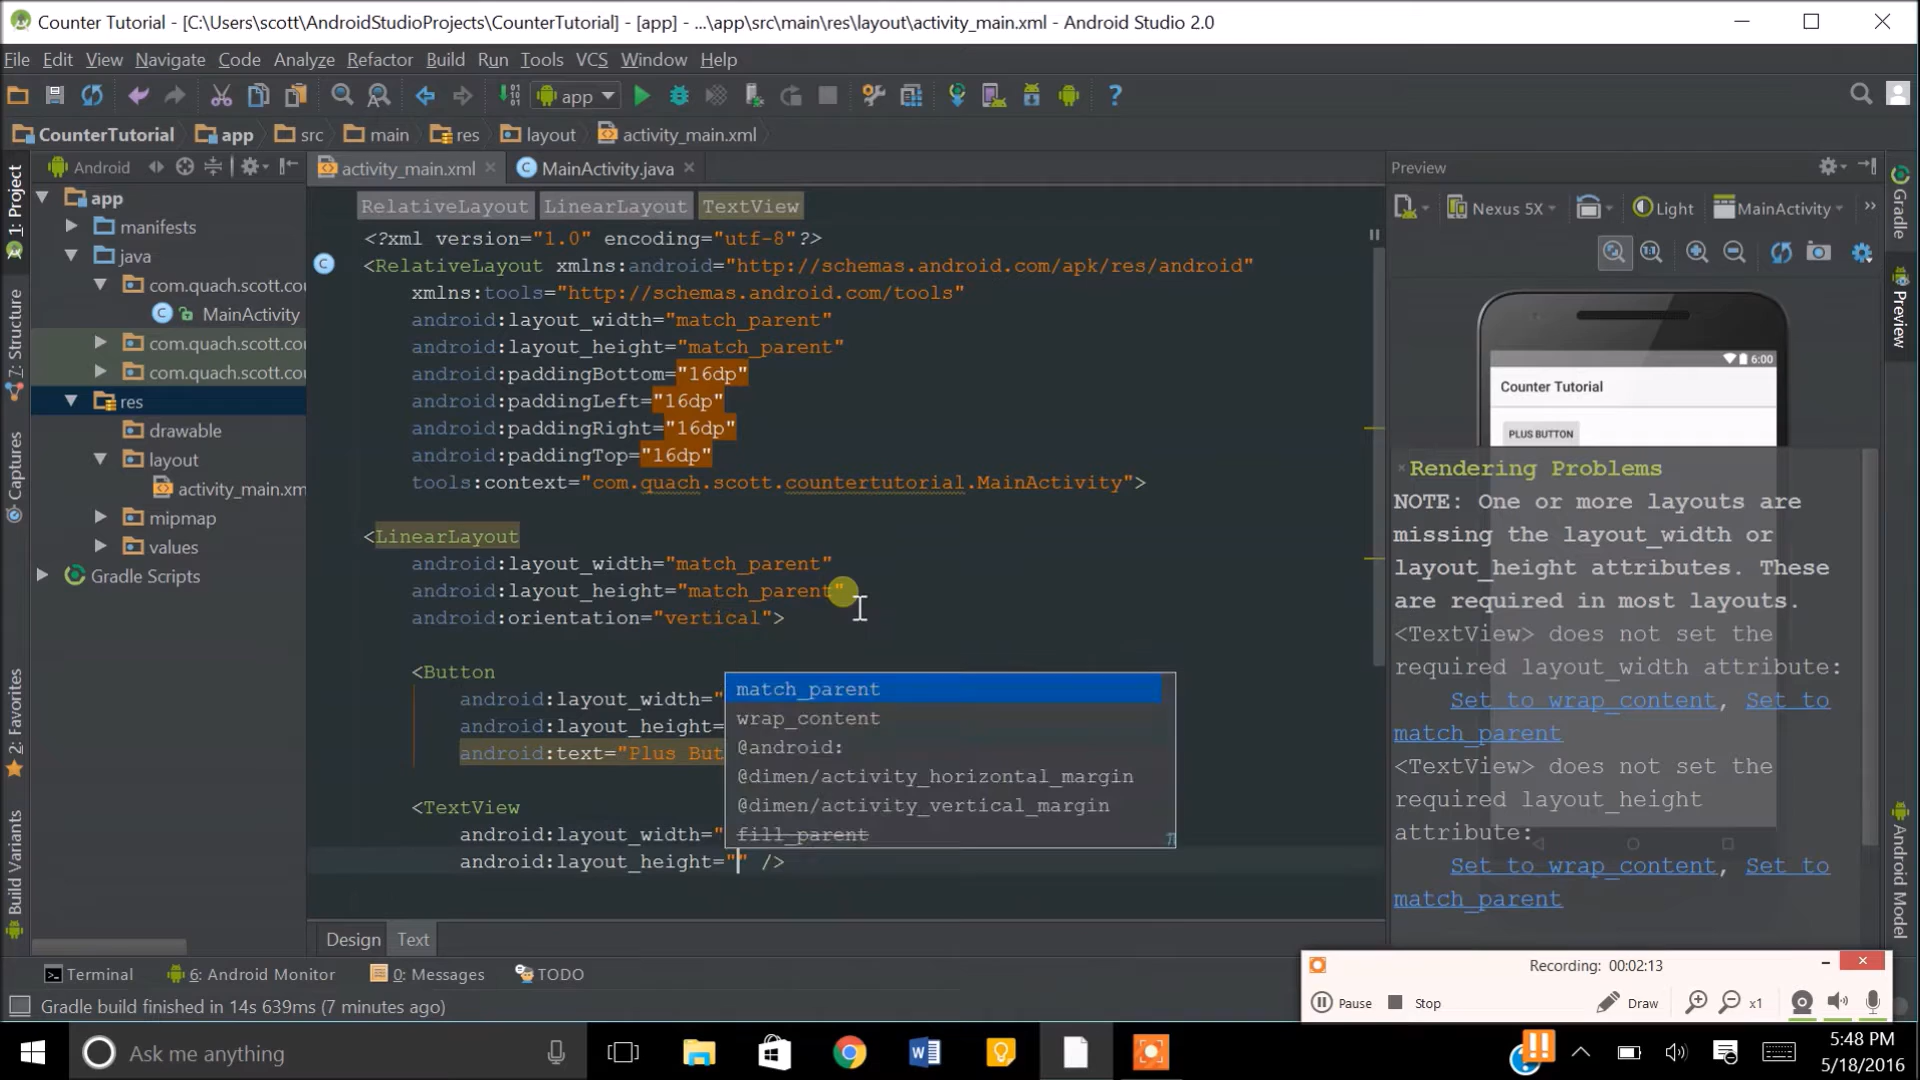 Counter Tutorial - [C:\Users\scott\AndroidStudioProjects\CounterTutorial] - [app] - ...\app\src\main\res\layout\activity_main.xml - Android Studio 2.0
File Edit View Navigate Code Analyze Refactor Build Run Tools VCS Window Help
app
CounterTutorial app src main res layout activity_main.xml
Android
activity_main.xml
MainActivity.java
Preview
1: Project
7: Structure
Captures
2: Favorites
Build Variants
app
manifests
java
com.quach.scott.cou
MainActivity
com.quach.scott.cou
com.quach.scott.cou
res
drawable
layout
activity_main.xm
mipmap
values
Gradle Scripts
RelativeLayout LinearLayout TextView
<?xml version="1.0" encoding="utf-8"?>
<RelativeLayout xmlns:android="http://schemas.android.com/apk/res/android"
xmlns:tools="http://schemas.android.com/tools"
android:layout_width="match_parent"
android:layout_height="match_parent"
android:paddingBottom="16dp"
android:paddingLeft="16dp"
android:paddingRight="16dp"
android:paddingTop="16dp"
tools:context="com.quach.scott.countertutorial.MainActivity">
<LinearLayout
android:layout_width="match_parent"
android:layout_height="match_parent"
android:orientation="vertical">
<Button
android:layout_width="
android:layout_height=
android:text="Plus But
<TextView
android:layout_width="
android:layout_height="" />
match_parent
wrap_content
@android:
@dimen/activity_horizontal_margin
@dimen/activity_vertical_margin
fill_parent
π
Design Text
Nexus 5X Light MainActivity
6:00
Counter Tutorial
PLUS BUTTON
Rendering Problems
NOTE: One or more layouts are
missing the layout_width or
layout_height attributes. These
are required in most layouts.
<TextView> does not set the
required layout_width attribute:
Set to wrap_content, Set to
match_parent
<TextView> does not set the
required layout_height
attribute:
Set to wrap_content, Set to
match_parent
Gradle
Preview
Android Model
Terminal 6: Android Monitor 0: Messages TODO
Gradle build finished in 14s 639ms (7 minutes ago)
Recording: 00:02:13
Pause Stop Draw x1
Ask me anything
5:48 PM
5/18/2016